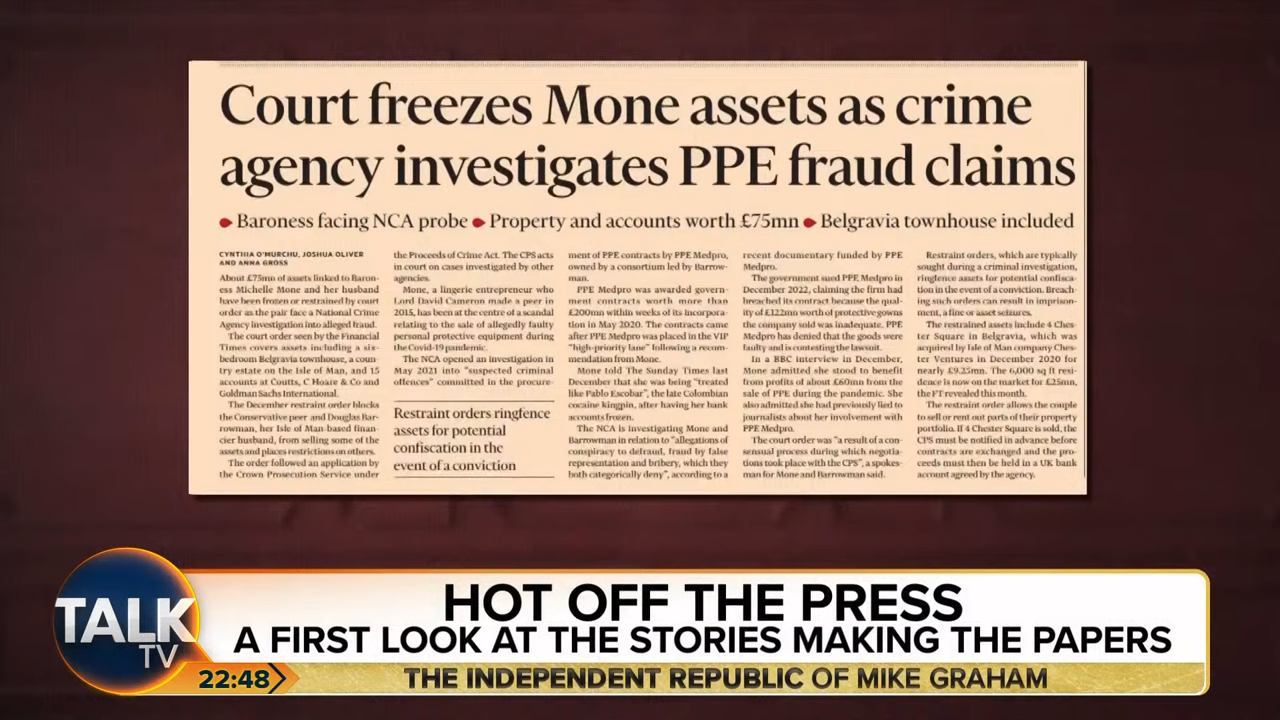 Court freezes Mone assets as crime
agency investigates PPE fraud claims
Baroness facing NCA probe
Property and accounts worth £75mn
Belgravia townhouse included
CYNTHIA O'MURCHU, JOSHUA OLIVER
AND ANNA GROSS
About £75mn of assets linked to Baron-
ess Michelle Mone and her husband
have been frozen or restrained by court
order as the pair face a National Crime
Agency investigation into alleged fraud.
The court order seen by the Financial
Times covers assets including a six-
bedroom Belgravia townhouse, a coun-
try estate on the Isle of Man, and 15
accounts at Coutts, C Hoare & Co and
Goldman Sachs International.
The December restraint order blocks
the Conservative peer and Douglas Bar-
rowman, her Isle of Man-based finan-
cier husband, from selling some of the
assets and places restrictions on others.
The order followed an application by
the Crown Prosecution Service under
the Proceeds of Crime Act. The CPS acts
in court on cases investigated by other
agencies.
Mone, a lingerie entrepreneur who
Lord David Cameron made a peer in
2015, has been at the centre of a scandal
relating to the sale of allegedly faulty
personal protective equipment during
the Covid-19 pandemic.
The NCA opened an investigation in
May 2021 into "suspected criminal
offences" committed in the procure-
Restraint orders ringfence
assets for potential
confiscation in the
event of a conviction
ment of PPE contracts by PPE Medpro,
owned by a consortium led by Barrow-
man.
PPE Medpro was awarded govern-
ment contracts worth more than
£200mn within weeks of its incorpora-
tion in May 2020. The contracts came
after PPE Medpro was placed in the VIP
"high-priority lane" following a recom-
mendation from Mone.
Mone told The Sunday Times last
December that she was being "treated
like Pablo Escobar", the late Colombian
cocaine kingpin, after having her bank
accounts frozen.
The NCA is investigating Mone and
Barrowman in relation to "allegations of
conspiracy to defraud, fraud by false
representation and bribery, which they
both categorically deny", according to a
recent documentary funded by PPE
Medpro.
The government sued PPE Medpro in
December 2022, claiming the firm had
breached its contract because the qual-
ity of £122mn worth of protective gowns
the company sold was inadequate. PPE
Medpro has denied that the goods were
faulty and is contesting the lawsuit.
In a BBC interview in December,
Mone admitted she stood to benefit
from profits of about £60mn from the
sale of PPE during the pandemic. She
also admitted she had previously lied to
journalists about her involvement with
PPE Medpro.
The court order was "a result of a con-
sensual process during which negotia-
tions took place with the CPS", a spokes-
man for Mone and Barrowman said.
Restraint orders, which are typically
sought during a criminal investigation,
ringfence assets for potential confisca-
tion in the event of a conviction. Breach-
ing such orders can result in imprison-
ment, a fine or asset seizures.
The restrained assets include 4 Ches-
ter Square in Belgravia, which was
acquired by Isle of Man company Ches-
ter Ventures in December 2020 for
nearly £9.25mn. The 6,000 sq ft resi-
dence is now on the market for £25mn,
the FT revealed this month.
The restraint order allows the couple
to sell or rent out parts of their property
portfolio. If 4 Chester Square is sold, the
CPS must be notified in advance before
contracts are exchanged and the pro-
ceeds must then be held in a UK bank
account agreed by the agency.
HOT OFF THE PRESS
A FIRST LOOK AT THE STORIES MAKING THE PAPERS
TALK
TV
22:48
THE INDEPENDENT REPUBLIC OF MIKE GRAHAM